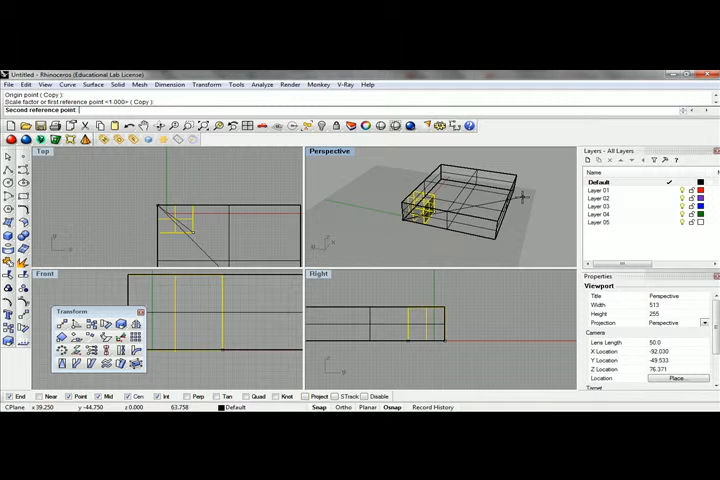 Untitled - Rhinoceros (Educational Lab License)
File Edit View Curve Surface Solid Mesh Dimension Transform Tools Analyze Render Monkey V-Ray Help
Origin point ( Copy ):
Scale factor or first reference point <1.000> ( Copy ):
Second reference point
Top
Perspective
Front
Right
Transform
Layers - All Layers
Name
Default
Layer 01
Layer 02
Layer 03
Layer 04
Layer 05
Properties
Viewport
Title Perspective
Width 513
Height 255
Projection Perspective
Camera
Lens Length 50.0
X Location -92.030
Y Location -49.533
Z Location 76.371
Location Place...
Target
End Near Point Mid Cen Int Perp Tan Quad Knot Project STrack Disable
CPlane x 39.250 y -44.750 z 0.000 63.758 Default Snap Ortho Planar Osnap Record History